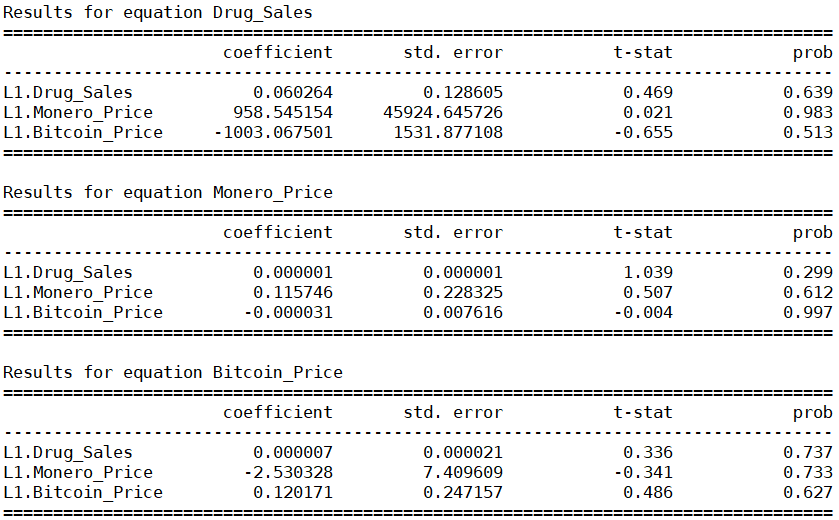 Results for equation Drug_Sales
==============================================================================
coefficient std. error t-stat prob
------------------------------------------------------------------------------
L1.Drug_Sales 0.060264 0.128605 0.469 0.639
L1.Monero_Price 958.545154 45924.645726 0.021 0.983
L1.Bitcoin_Price -1003.067501 1531.877108 -0.655 0.513
==============================================================================
Results for equation Monero_Price
==============================================================================
coefficient std. error t-stat prob
------------------------------------------------------------------------------
L1.Drug_Sales 0.000001 0.000001 1.039 0.299
L1.Monero_Price 0.115746 0.228325 0.507 0.612
L1.Bitcoin_Price -0.000031 0.007616 -0.004 0.997
==============================================================================
Results for equation Bitcoin_Price
==============================================================================
coefficient std. error t-stat prob
------------------------------------------------------------------------------
L1.Drug_Sales 0.000007 0.000021 0.336 0.737
L1.Monero_Price -2.530328 7.409609 -0.341 0.733
L1.Bitcoin_Price 0.120171 0.247157 0.486 0.627
==============================================================================